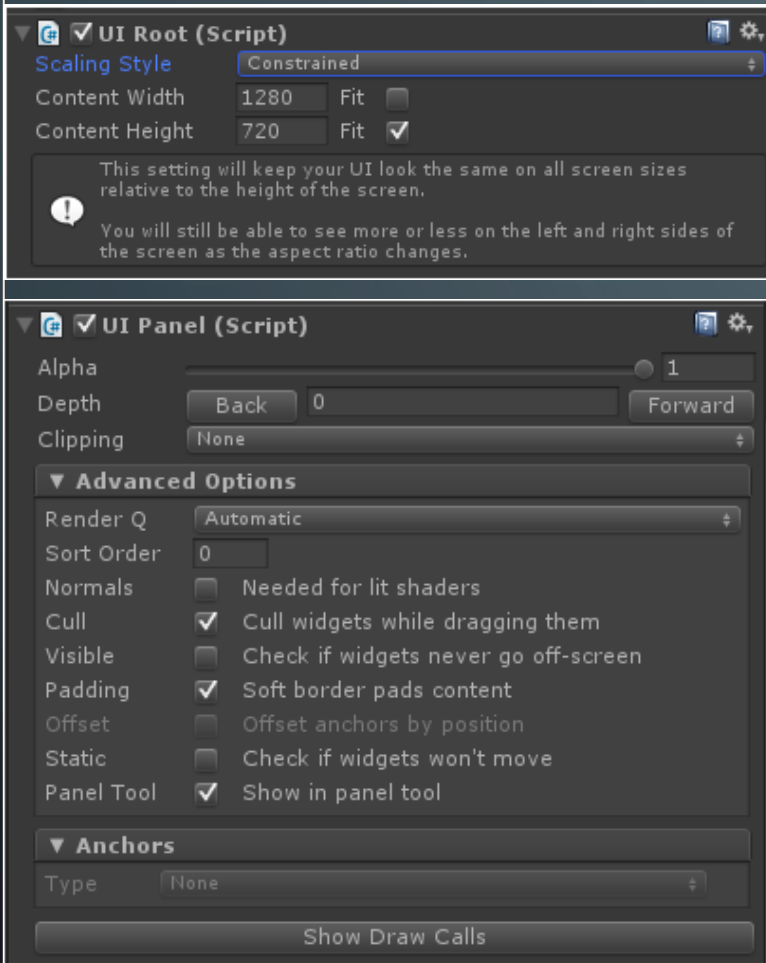 UI Root (Script)
Scaling Style Constrained
Content Width 1280 Fit
Content Height 720 Fit
This setting will keep your UI look the same on all screen sizes
relative to the height of the screen.
You will still be able to see more or less on the left and right sides of
the screen as the aspect ratio changes.
UI Panel (Script)
Alpha 1
Depth Back 0 Forward
Clipping None
▼ Advanced Options
Render Q Automatic
Sort Order 0
Normals Needed for lit shaders
Cull Cull widgets while dragging them
Visible Check if widgets never go off-screen
Padding Soft border pads content
Offset Offset anchors by position
Static Check if widgets won't move
Panel Tool Show in panel tool
▼ Anchors
Type None
Show Draw Calls